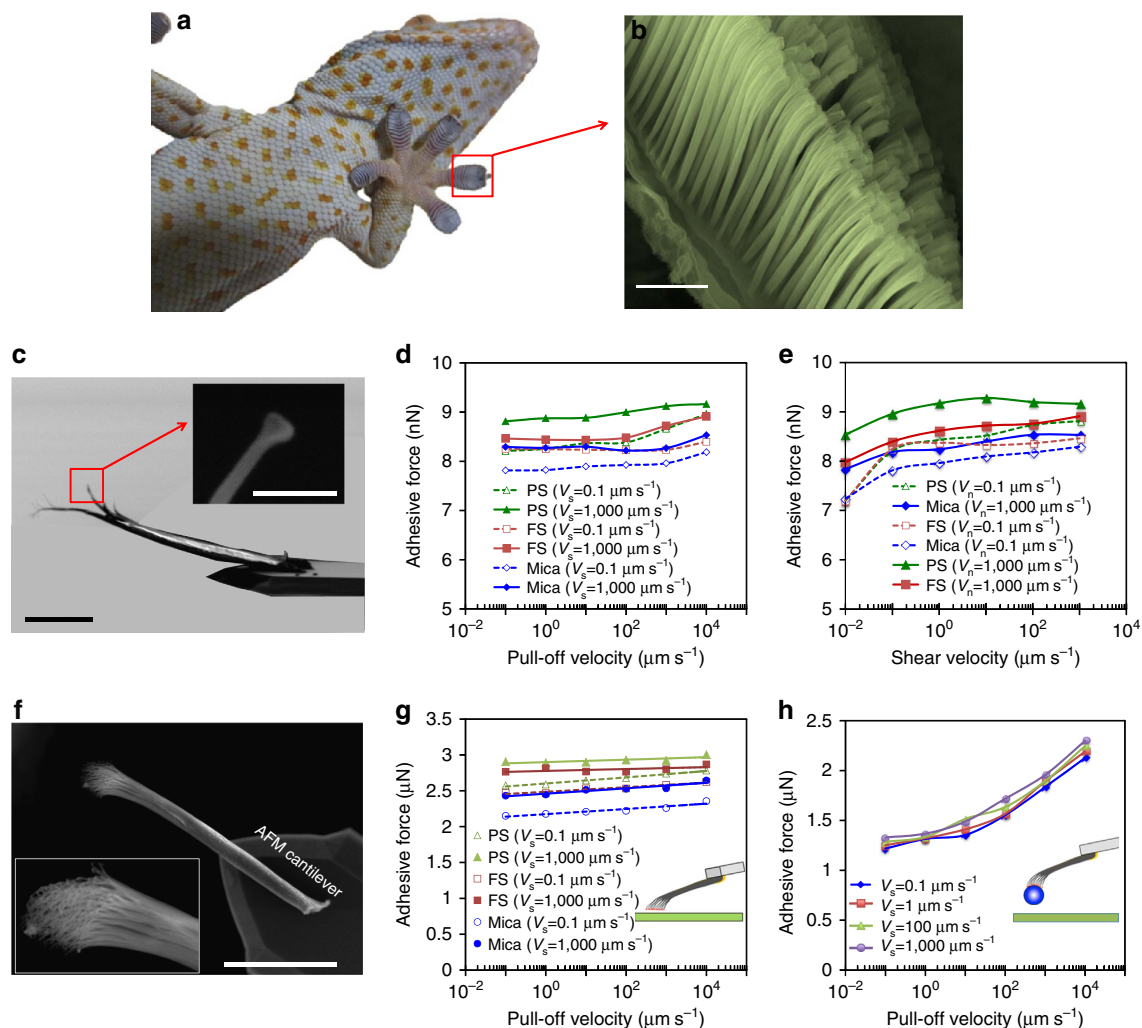 a
b
c
d
Adhesive force (nN)
10
9
8
7
6
5
PS (Vs=0.1 μm s⁻¹)
PS (Vs=1,000 μm s⁻¹)
FS (Vs=0.1 μm s⁻¹)
FS (Vs=1,000 μm s⁻¹)
Mica (Vs=0.1 μm s⁻¹)
Mica (Vs=1,000 μm s⁻¹)
10⁻² 10⁰ 10² 10⁴
Pull-off velocity (μm s⁻¹)
e
Adhesive force (nN)
10
9
8
7
6
5
PS (Vn=0.1 μm s⁻¹)
Mica (Vn=1,000 μm s⁻¹)
FS (Vn=0.1 μm s⁻¹)
Mica (Vn=0.1 μm s⁻¹)
PS (Vn=1,000 μm s⁻¹)
FS (Vn=1,000 μm s⁻¹)
10⁻² 10⁻¹ 10⁰ 10¹ 10² 10³ 10⁴
Shear velocity (μm s⁻¹)
f
AFM cantilever
g
Adhesive force (μN)
3.5
3
2.5
2
1.5
1
0.5
0
PS (Vs=0.1 μm s⁻¹)
PS (Vs=1,000 μm s⁻¹)
FS (Vs=0.1 μm s⁻¹)
FS (Vs=1,000 μm s⁻¹)
Mica (Vs=0.1 μm s⁻¹)
Mica (Vs=1,000 μm s⁻¹)
10⁻² 10⁰ 10² 10⁴
Pull-off velocity (μm s⁻¹)
h
Adhesive force (μN)
2.5
2
1.5
1
0.5
0
Vs=0.1 μm s⁻¹
Vs=1 μm s⁻¹
Vs=100 μm s⁻¹
Vs=1,000 μm s⁻¹
10⁻² 10⁻¹ 10⁰ 10¹ 10² 10³ 10⁴
Pull-off velocity (μm s⁻¹)